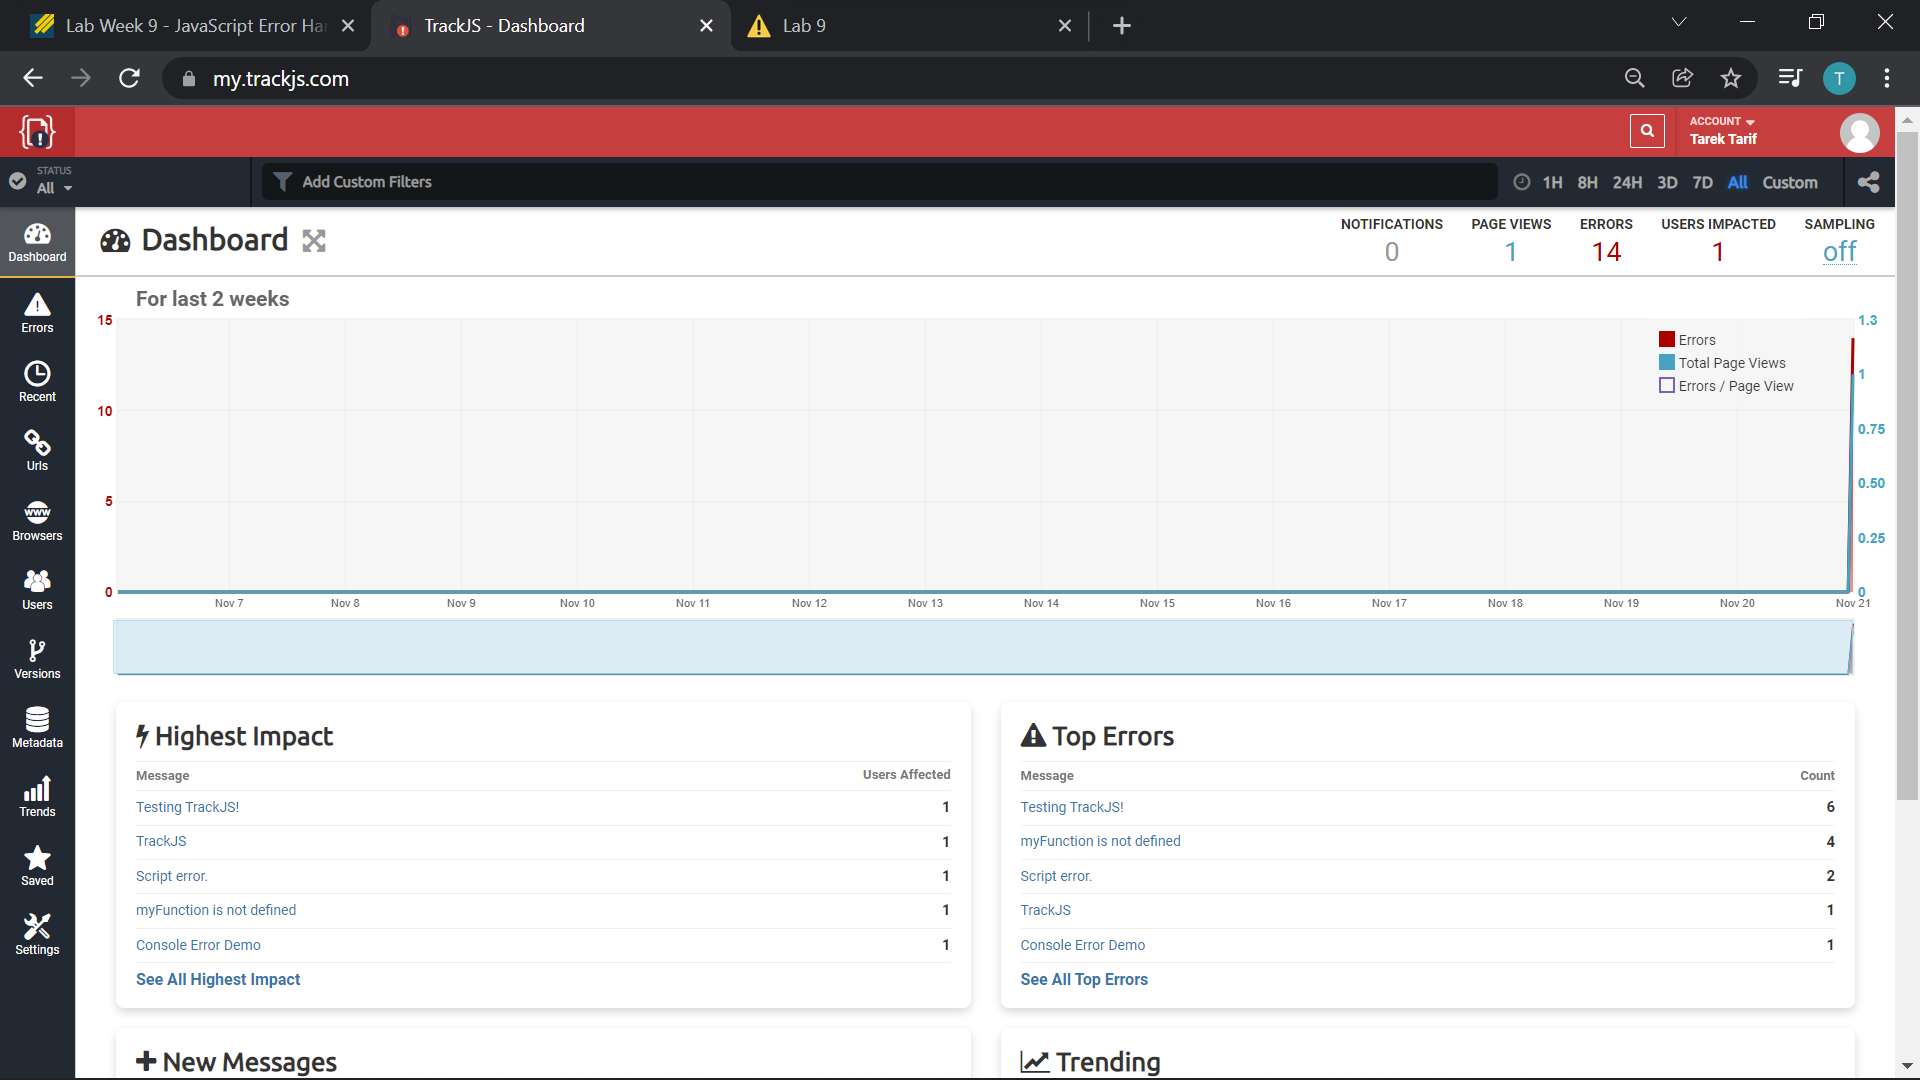 Lab Week 9 - JavaScript Error Har
TrackJS - Dashboard
Lab 9
my.trackjs.com
T
ACCOUNT
Tarek Tarif
STATUS
All
Add Custom Filters
1H 8H 24H 3D 7D All Custom
Dashboard
Errors
Recent
Urls
WWW
Browsers
Users
Versions
Metadata
Trends
Saved
Settings
Dashboard
NOTIFICATIONS
0
PAGE VIEWS
1
ERRORS
14
USERS IMPACTED
1
SAMPLING
off
For last 2 weeks
15
10
5
0
1.3
1
0.75
0.50
0.25
0
Errors
Total Page Views
Errors / Page View
Nov 7 Nov 8 Nov 9 Nov 10 Nov 11 Nov 12 Nov 13 Nov 14 Nov 15 Nov 16 Nov 17 Nov 18 Nov 19 Nov 20 Nov 21
Highest Impact
Message Users Affected
Testing TrackJS! 1
TrackJS 1
Script error. 1
myFunction is not defined 1
Console Error Demo 1
See All Highest Impact
Top Errors
Message Count
Testing TrackJS! 6
myFunction is not defined 4
Script error. 2
TrackJS 1
Console Error Demo 1
See All Top Errors
New Messages
Trending